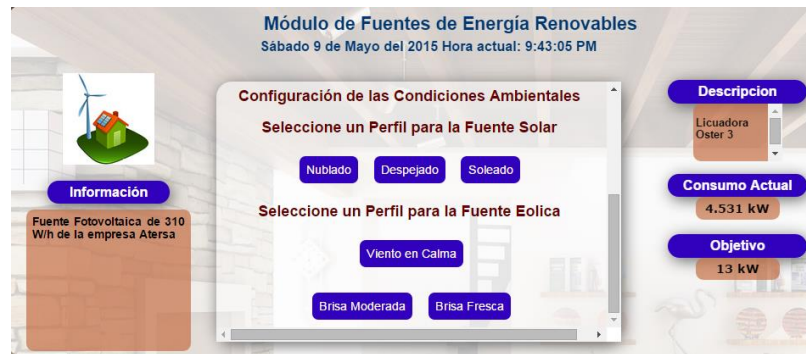 Módulo de Fuentes de Energía Renovables
Sábado 9 de Mayo del 2015 Hora actual: 9:43:05 PM
Información
Fuente Fotovoltaica de 310
W/h de la empresa Atersa
Configuración de las Condiciones Ambientales
Seleccione un Perfil para la Fuente Solar
Nublado Despejado Soleado
Seleccione un Perfil para la Fuente Eolica
Viento en Calma
Brisa Moderada Brisa Fresca
Descripcion
Licuadora
Oster 3
Consumo Actual
4.531 kW
Objetivo
13 kW